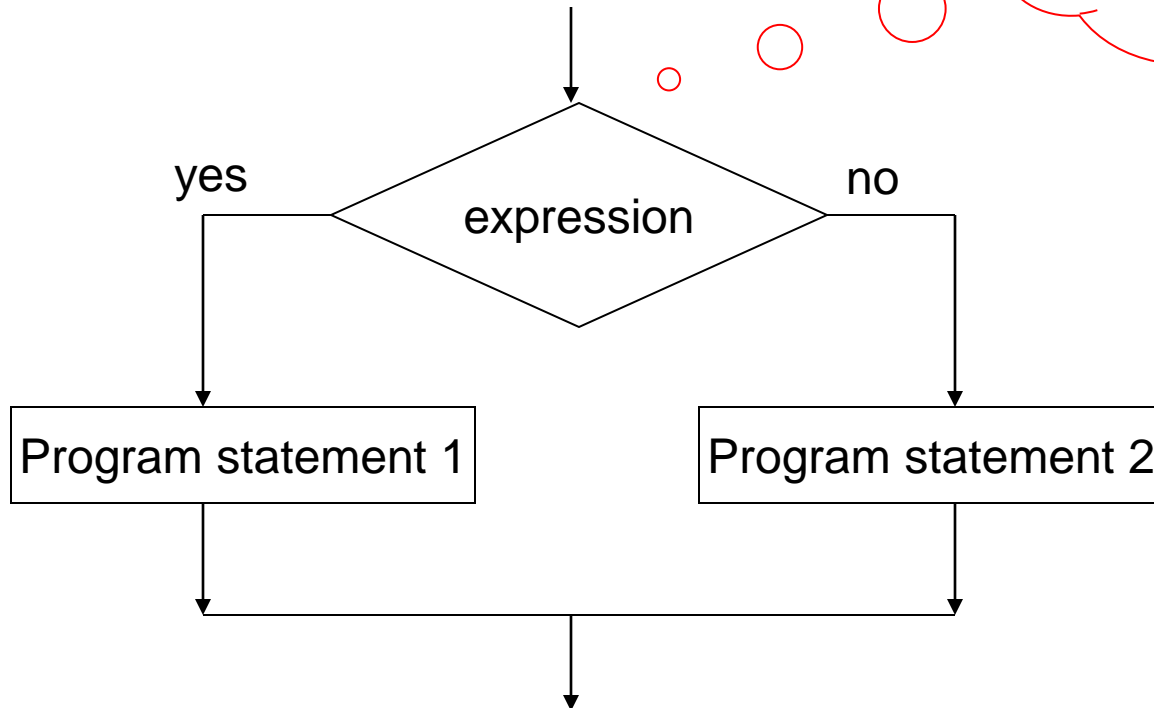 yes
no
expression
Program statement 1
Program statement 2